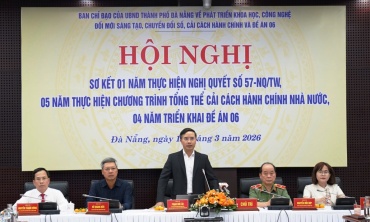 BAN CHỈ ĐẠO CỦA UBND THÀNH PHỐ ĐÀ NẴNG VỀ PHÁT TRIỂN KHOA HỌC, CÔNG NGHỆ
ĐỔI MỚI SÁNG TẠO, CHUYỂN ĐỔI SỐ, CẢI CÁCH HÀNH CHÍNH VÀ ĐỀ ÁN 06
HỘI NGHỊ
SƠ KẾT 01 NĂM THỰC HIỆN NGHỊ QUYẾT SỐ 57-NQ/TW,
05 NĂM THỰC HIỆN CHƯƠNG TRÌNH TỔNG THỂ CẢI CÁCH HÀNH CHÍNH NHÀ NƯỚC,
04 NĂM TRIỂN KHAI ĐỀ ÁN 06
Đà Nẵng, ngày 3 năm 2026
CHỦ TRÌ